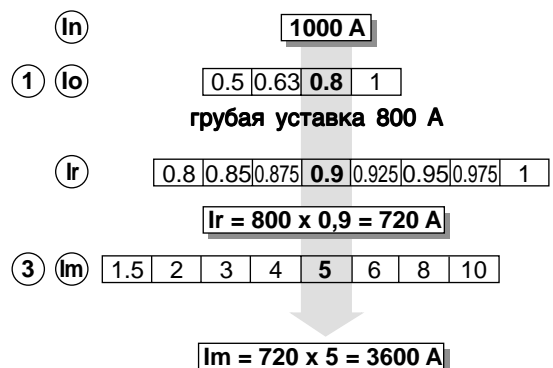 In 1000 A
1 Io 0.5 0.63 0.8 1
грубая уставка 800 А
Ir 0.8 0.85 0.875 0.9 0.925 0.95 0.975 1
Ir = 800 x 0,9 = 720 A
3 Im 1.5 2 3 4 5 6 8 10
Im = 720 x 5 = 3600 A